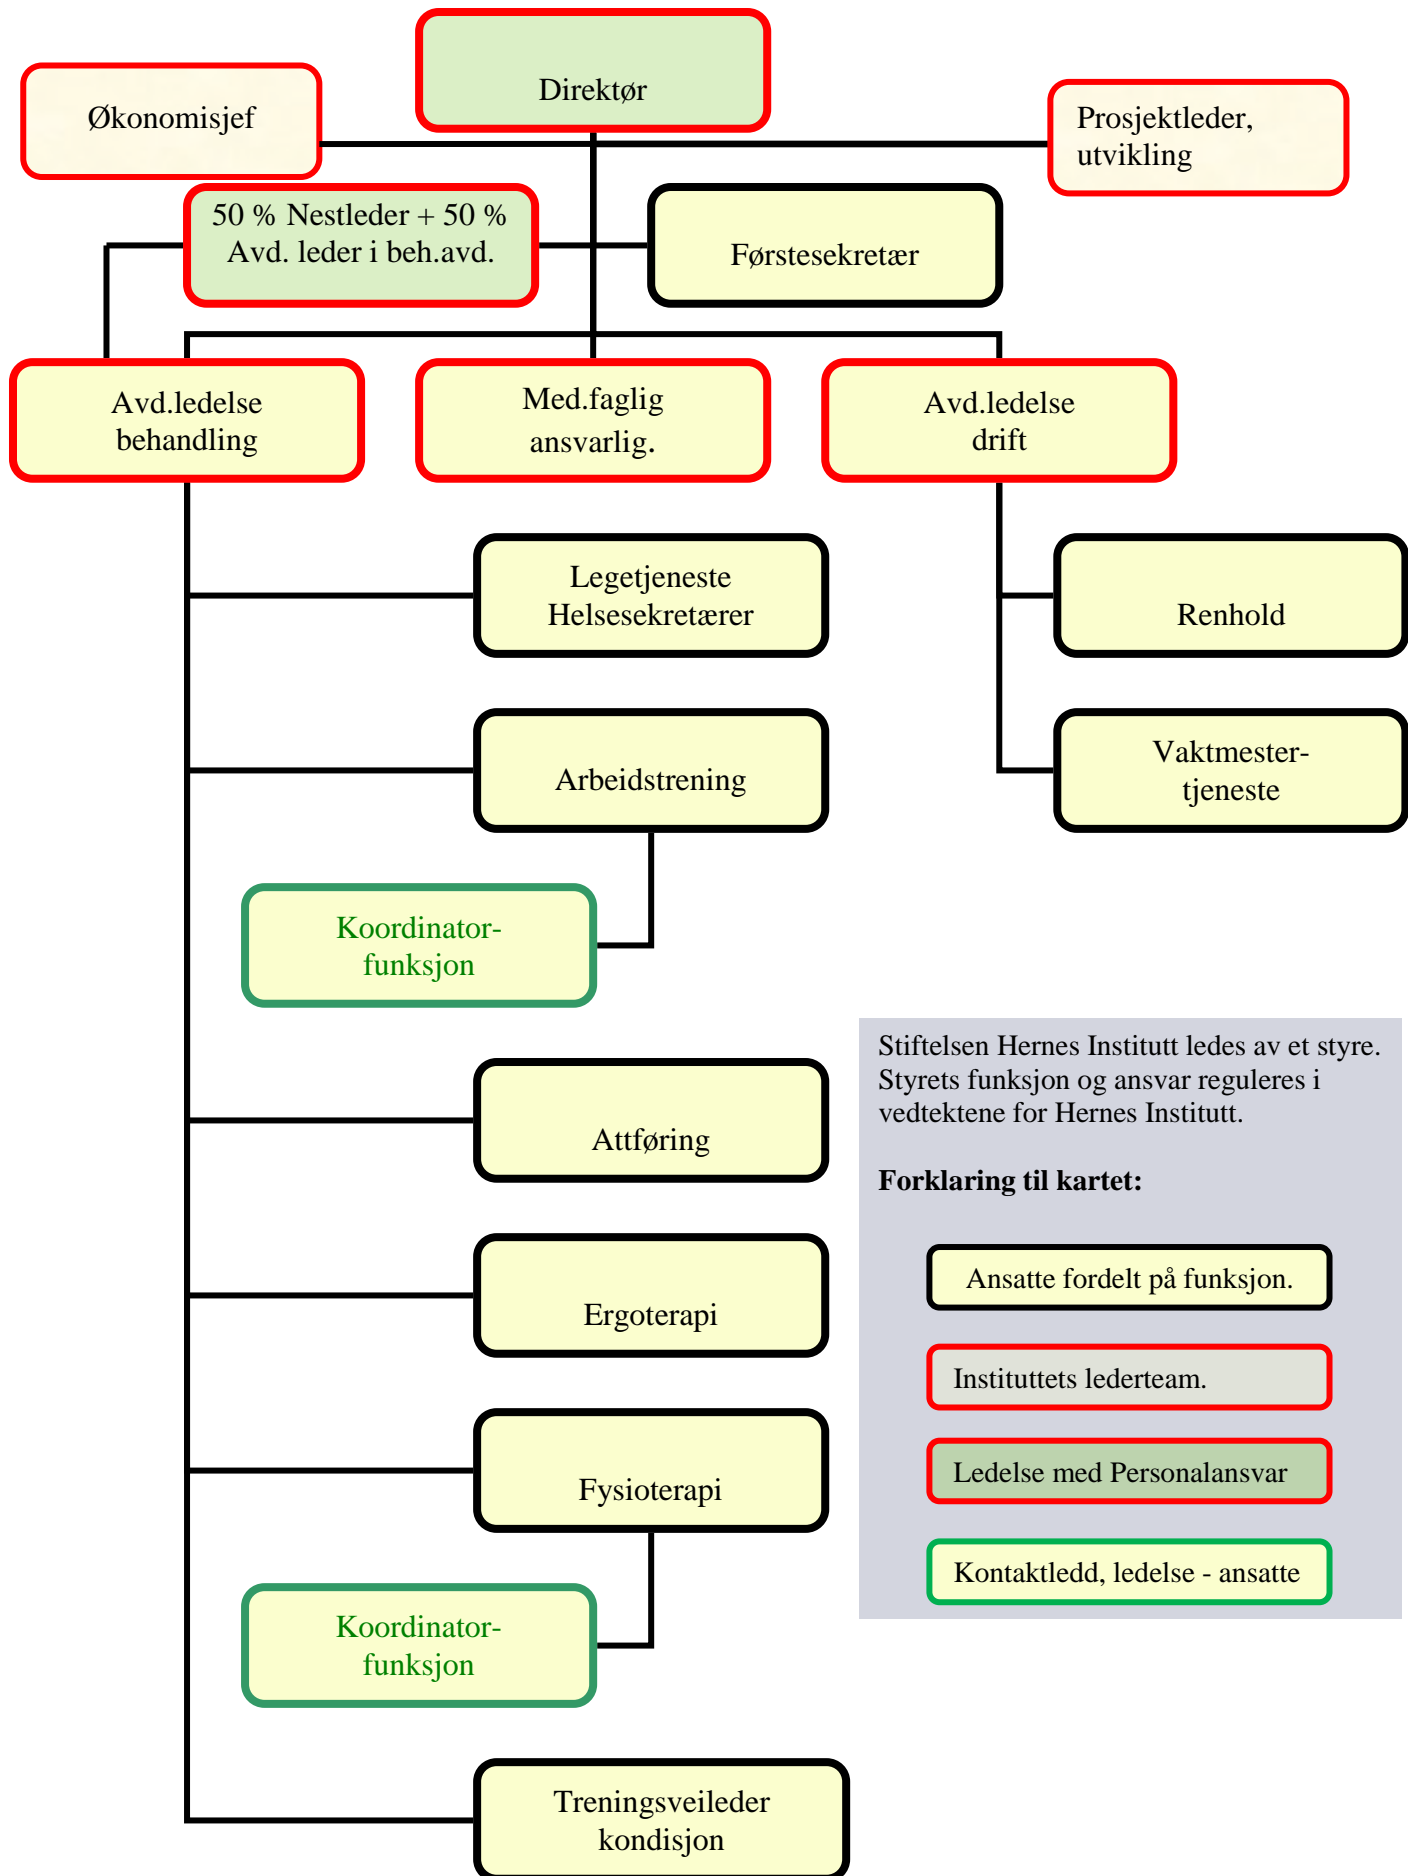 Direktør
Økonomisjef
Prosjektleder,
utvikling
50 % Nestleder + 50 %
Avd. leder i beh.avd.
Førstesekretær
Avd.ledelse
behandling
Med.faglig
ansvarlig.
Avd.ledelse
drift
Legetjeneste
Helsesekretærer
Renhold
Arbeidstrening
Vaktmester-
tjeneste
Koordinator-
funksjon
Attføring
Ergoterapi
Fysioterapi
Koordinator-
funksjon
Treningsveileder
kondisjon
Stiftelsen Hernes Institutt ledes av et styre.
Styrets funksjon og ansvar reguleres i
vedtektene for Hernes Institutt.
Forklaring til kartet:
Ansatte fordelt på funksjon.
Instituttets lederteam.
Ledelse med Personalansvar
Kontaktledd, ledelse - ansatte